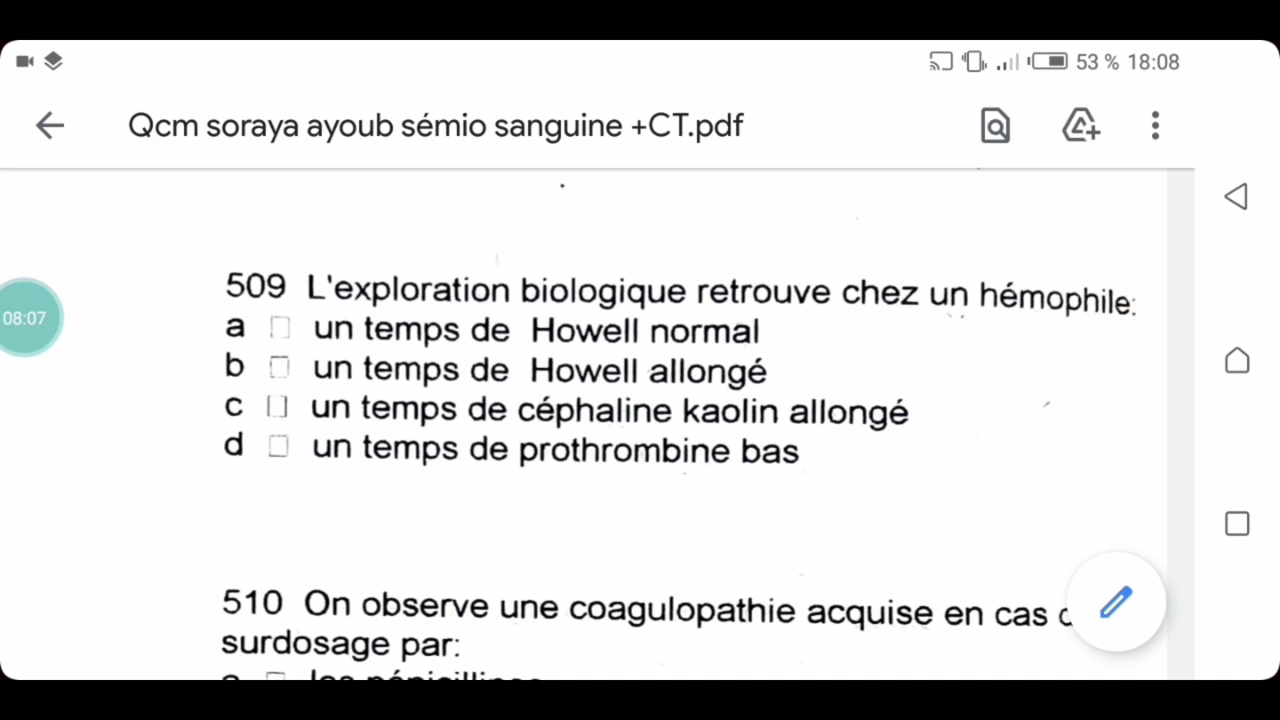 53 % 18:08
Qcm soraya ayoub sémio sanguine +CT.pdf
08:07
509 L'exploration biologique retrouve chez un hémophile:
a un temps de Howell normal
b un temps de Howell allongé
c un temps de céphaline kaolin allongé
d un temps de prothrombine bas
510 On observe une coagulopathie acquise en cas
surdosage par: